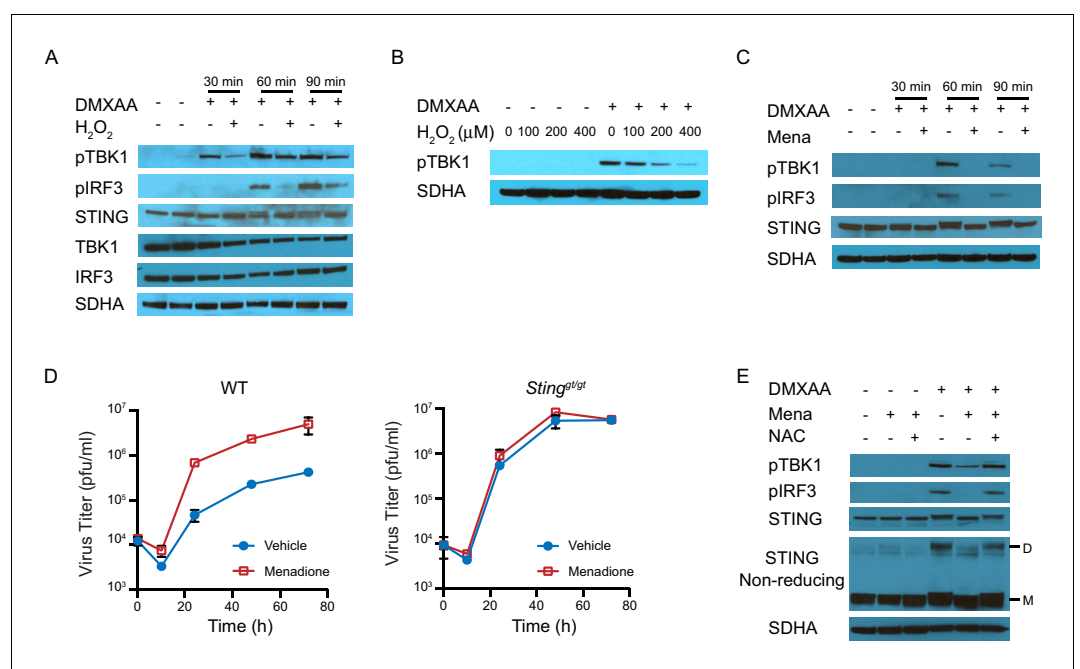 A
30 min 60 min 90 min
DMXAA - - + + + + + +
H2O2 - - - + - + - +
pTBK1
pIRF3
STING
TBK1
IRF3
SDHA
B
DMXAA - - - - + + + +
H2O2 (μM) 0 100 200 400 0 100 200 400
pTBK1
SDHA
C
30 min 60 min 90 min
DMXAA - - + + + + + +
Mena - - - + - + - +
pTBK1
pIRF3
STING
SDHA
D
WT
Virus Titer (pfu/ml)
10^7
10^6
10^5
10^4
10^3
Vehicle
Menadione
0 20 40 60 80
Time (h)
Sting^gt/gt
Virus Titer (pfu/ml)
10^7
10^6
10^5
10^4
10^3
Vehicle
Menadione
0 20 40 60 80
Time (h)
E
DMXAA - - - + + +
Mena - + + - + +
NAC - - + - - +
pTBK1
pIRF3
STING
STING
Non-reducing
D
M
SDHA